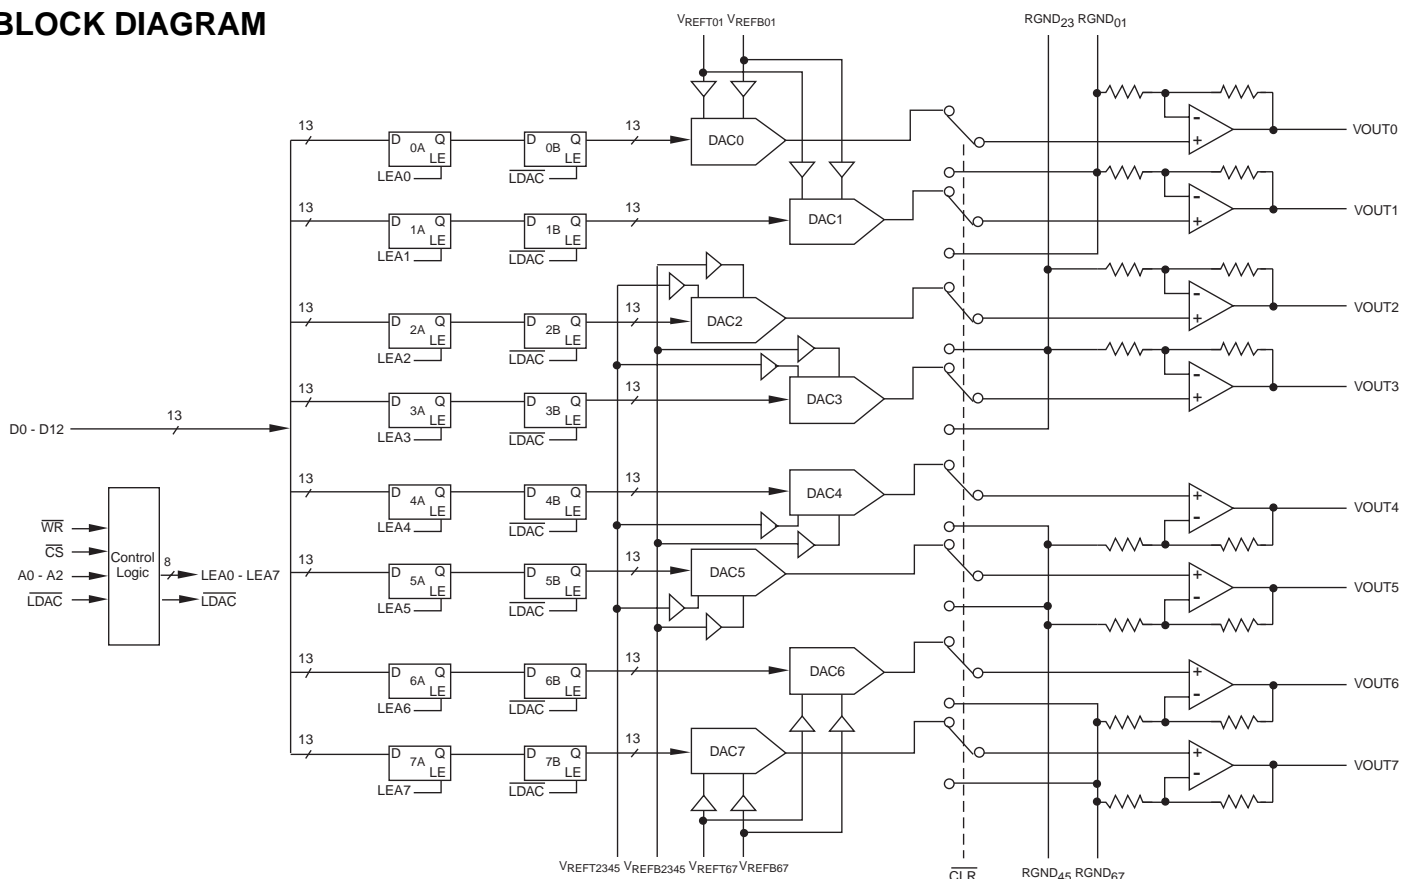 BLOCK DIAGRAM
VREFT01 VREFB01
RGND23 RGND01
13
D Q
0A
LE
LEA0
D Q
0B
LE
LDAC
13
DAC0
-
+
VOUT0
13
D Q
1A
LE
LEA1
D Q
1B
LE
LDAC
13
DAC1
-
+
VOUT1
13
D Q
2A
LE
LEA2
D Q
2B
LE
LDAC
13
DAC2
-
+
VOUT2
13
D Q
3A
LE
LEA3
D Q
3B
LE
LDAC
13
DAC3
-
+
VOUT3
D0 - D12
13
13
D Q
4A
LE
LEA4
D Q
4B
LE
LDAC
13
DAC4
+
-
VOUT4
WR
CS
A0 - A2
LDAC
Control
Logic
8
LEA0 - LEA7
LDAC
13
D Q
5A
LE
LEA5
D Q
5B
LE
LDAC
13
DAC5
+
-
VOUT5
13
D Q
6A
LE
LEA6
D Q
6B
LE
LDAC
13
DAC6
+
-
VOUT6
13
D Q
7A
LE
LEA7
D Q
7B
LE
LDAC
13
DAC7
+
-
VOUT7
VREFT2345 VREFB2345 VREFT67 VREFB67
CLR
RGND45 RGND67